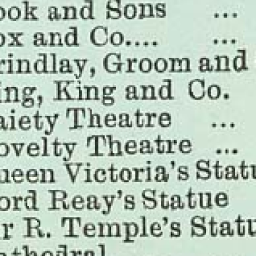 ook and Sons ...
ox and Co.... ...
rindlay, Groom and
ing, King and Co.
aiety Theatre ...
ovelty Theatre ...
ueen Victoria's Statu
ord Reay's Statue
ir R. Temple's Statu
athedral